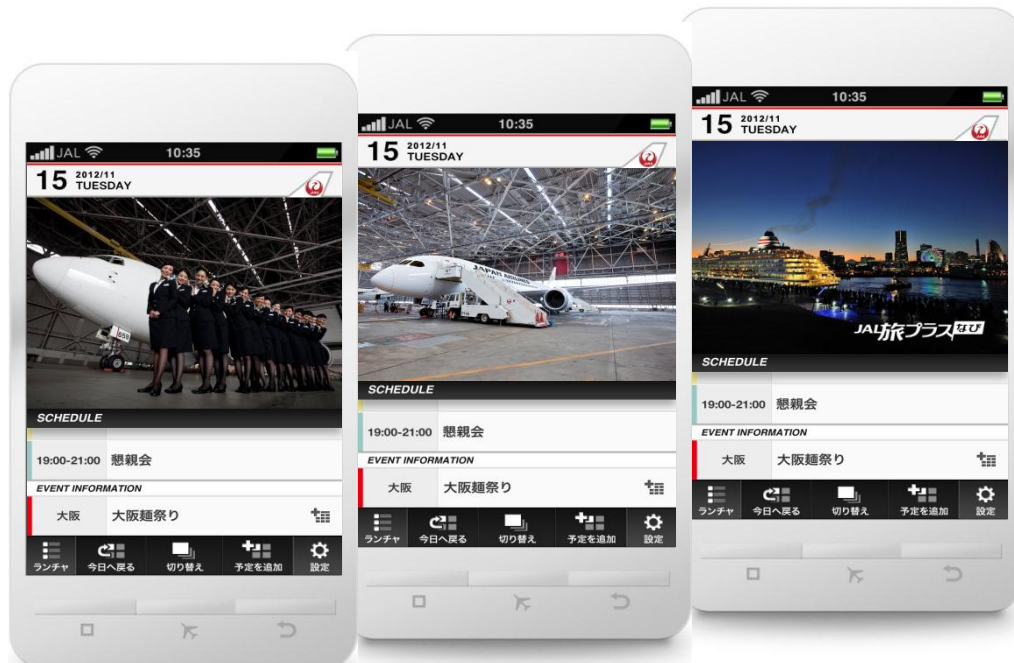 JAL 10:35
15 2012/11 TUESDAY
JAL
SCHEDULE
19:00-21:00 懇親会
EVENT INFORMATION
大阪 大阪麺祭り
ランチャ 今日へ戻る 切り替え 予定を追加 設定
JAL 10:35
15 2012/11 TUESDAY
JAL
JAPAN AIRLINES
SCHEDULE
19:00-21:00 懇親会
EVENT INFORMATION
大阪 大阪麺祭り
ランチャ 今日へ戻る 切り替え 予定を追加 設定
JAL 10:35
15 2012/11 TUESDAY
JAL
JAL旅プラスなび
SCHEDULE
19:00-21:00 懇親会
EVENT INFORMATION
大阪 大阪麺祭り
ランチャ 今日へ戻る 切り替え 予定を追加 設定